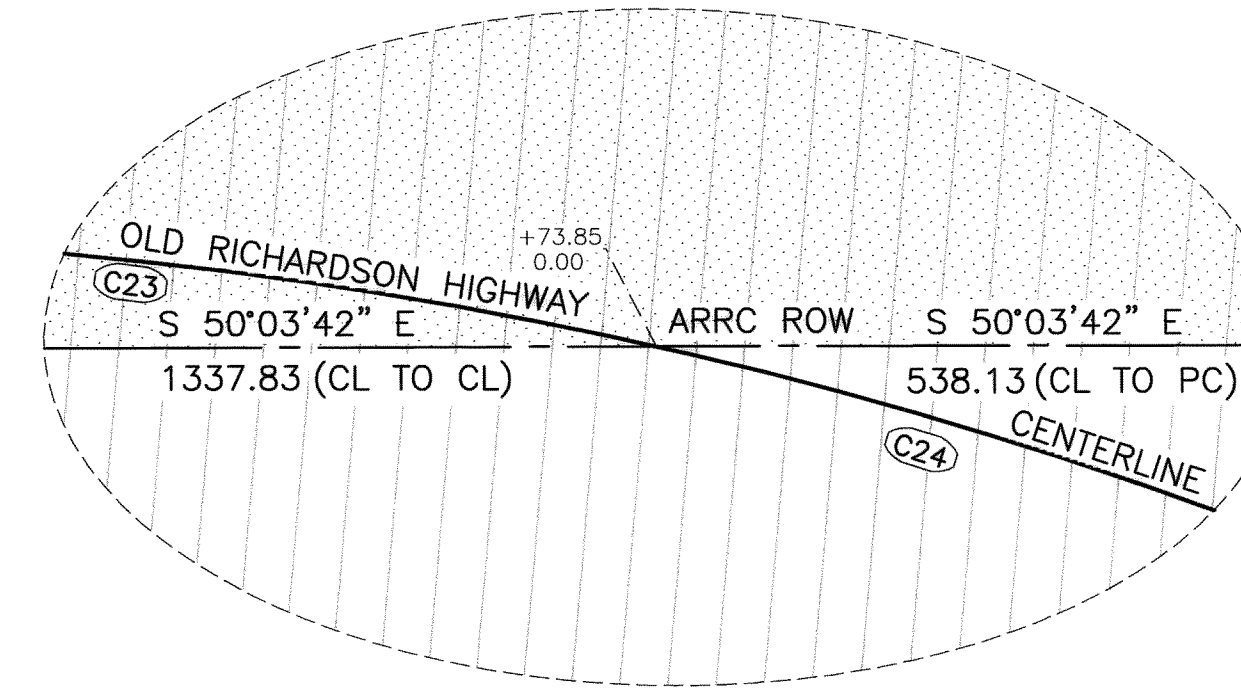 OLD RICHARDSON HIGHWAY
+73.85
0.00
C23
S 50°03'42" E
ARRC ROW
S 50°03'42" E
1337.83 (CL TO CL)
538.13 (CL TO PC)
CENTERLINE
C24